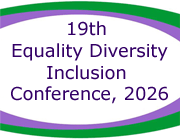 19th
Equality Diversity
Inclusion
Conference, 2026